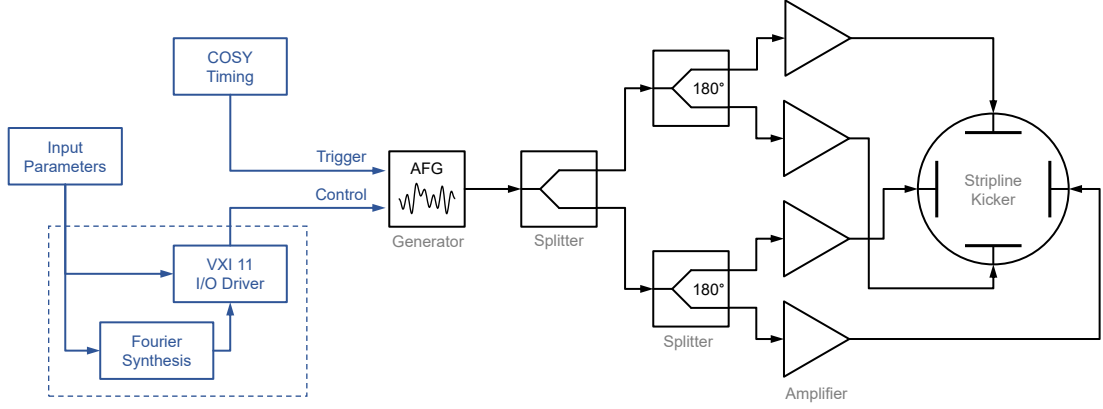 COSY
Timing
Input
Parameters
Trigger
Control
VXI 11
I/O Driver
Fourier
Synthesis
AFG
Generator
Splitter
180°
180°
Splitter
Amplifier
Stripline
Kicker